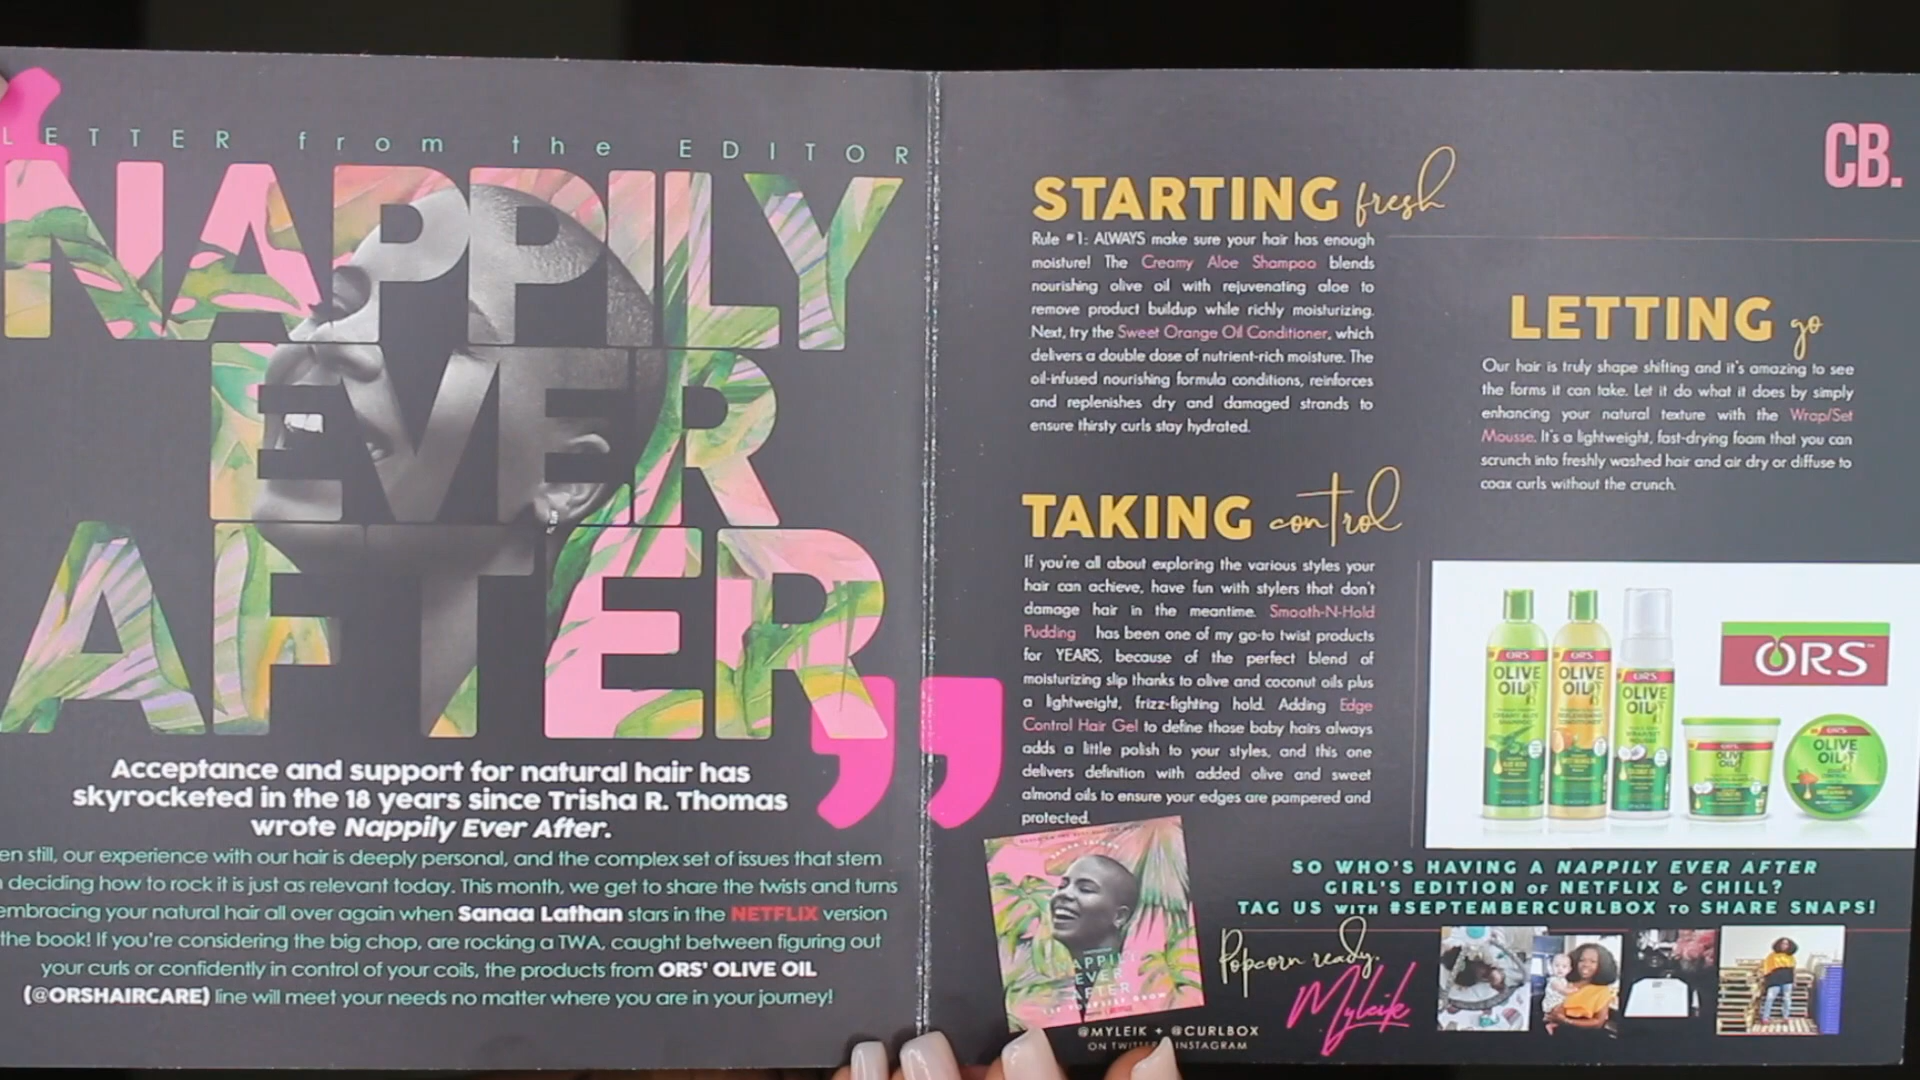 LETTER from the EDITOR
NAPPILY
EVER
AFTER
Acceptance and support for natural hair has
skyrocketed in the 18 years since Trisha R. Thomas
wrote Nappily Ever After.
en still, our experience with our hair is deeply personal, and the complex set of issues that stem
deciding how to rock it is just as relevant today. This month, we get to share the twists and turns
embracing your natural hair all over again when Sanaa Lathan stars in the NETFLIX version
the book! If you're considering the big chop, are rocking a TWA, caught between figuring out
your curls or confidently in control of your coils, the products from ORS' OLIVE OIL
(@ORSHAIRCARE) line will meet your needs no matter where you are in your journey!
CB.
STARTING fresh
Rule #1: ALWAYS make sure your hair has enough
moisture! The Creamy Aloe Shampoo blends
nourishing olive oil with rejuvenating aloe to
remove product buildup while richly moisturizing.
Next, try the Sweet Orange Oil Conditioner, which
delivers a double dose of nutrient-rich moisture. The
oil-infused nourishing formula conditions, reinforces
and replenishes dry and damaged strands to
ensure thirsty curls stay hydrated.
TAKING control
If you're all about exploring the various styles your
hair can achieve, have fun with stylers that don't
damage hair in the meantime. Smooth-N-Hold
Pudding has been one of my go-to twist products
for YEARS, because of the perfect blend of
moisturizing slip thanks to olive and coconut oils plus
a lightweight, frizz-fighting hold. Adding Edge
Control Hair Gel to define those baby hairs always
adds a little polish to your styles, and this one
delivers definition with added olive and sweet
almond oils to ensure your edges are pampered and
protected.
LETTING go
Our hair is truly shape shifting and it's amazing to see
the forms it can take. Let it do what it does by simply
enhancing your natural texture with the Wrap/Set
Mousse. It's a lightweight, fast-drying foam that you can
scrunch into freshly washed hair and air dry or diffuse to
coax curls without the crunch.
ORS
OLIVE
OIL
ORS
OLIVE
OIL
ORS
OLIVE
OIL
ORS
OLIVE
OIL
ORS
OLIVE
OIL
ORS
SO WHO'S HAVING A NAPPILY EVER AFTER
GIRL'S EDITION OF NETFLIX & CHILL?
TAG US WITH #SEPTEMBERCURLBOX TO SHARE SNAPS!
SANAA LATHAN
NAPPILY
EVER
AFTER
LET YOURSELF GROW
Popcorn ready.
Myleik
@MYLEIK + @CURLBOX
ON TWITTER INSTAGRAM